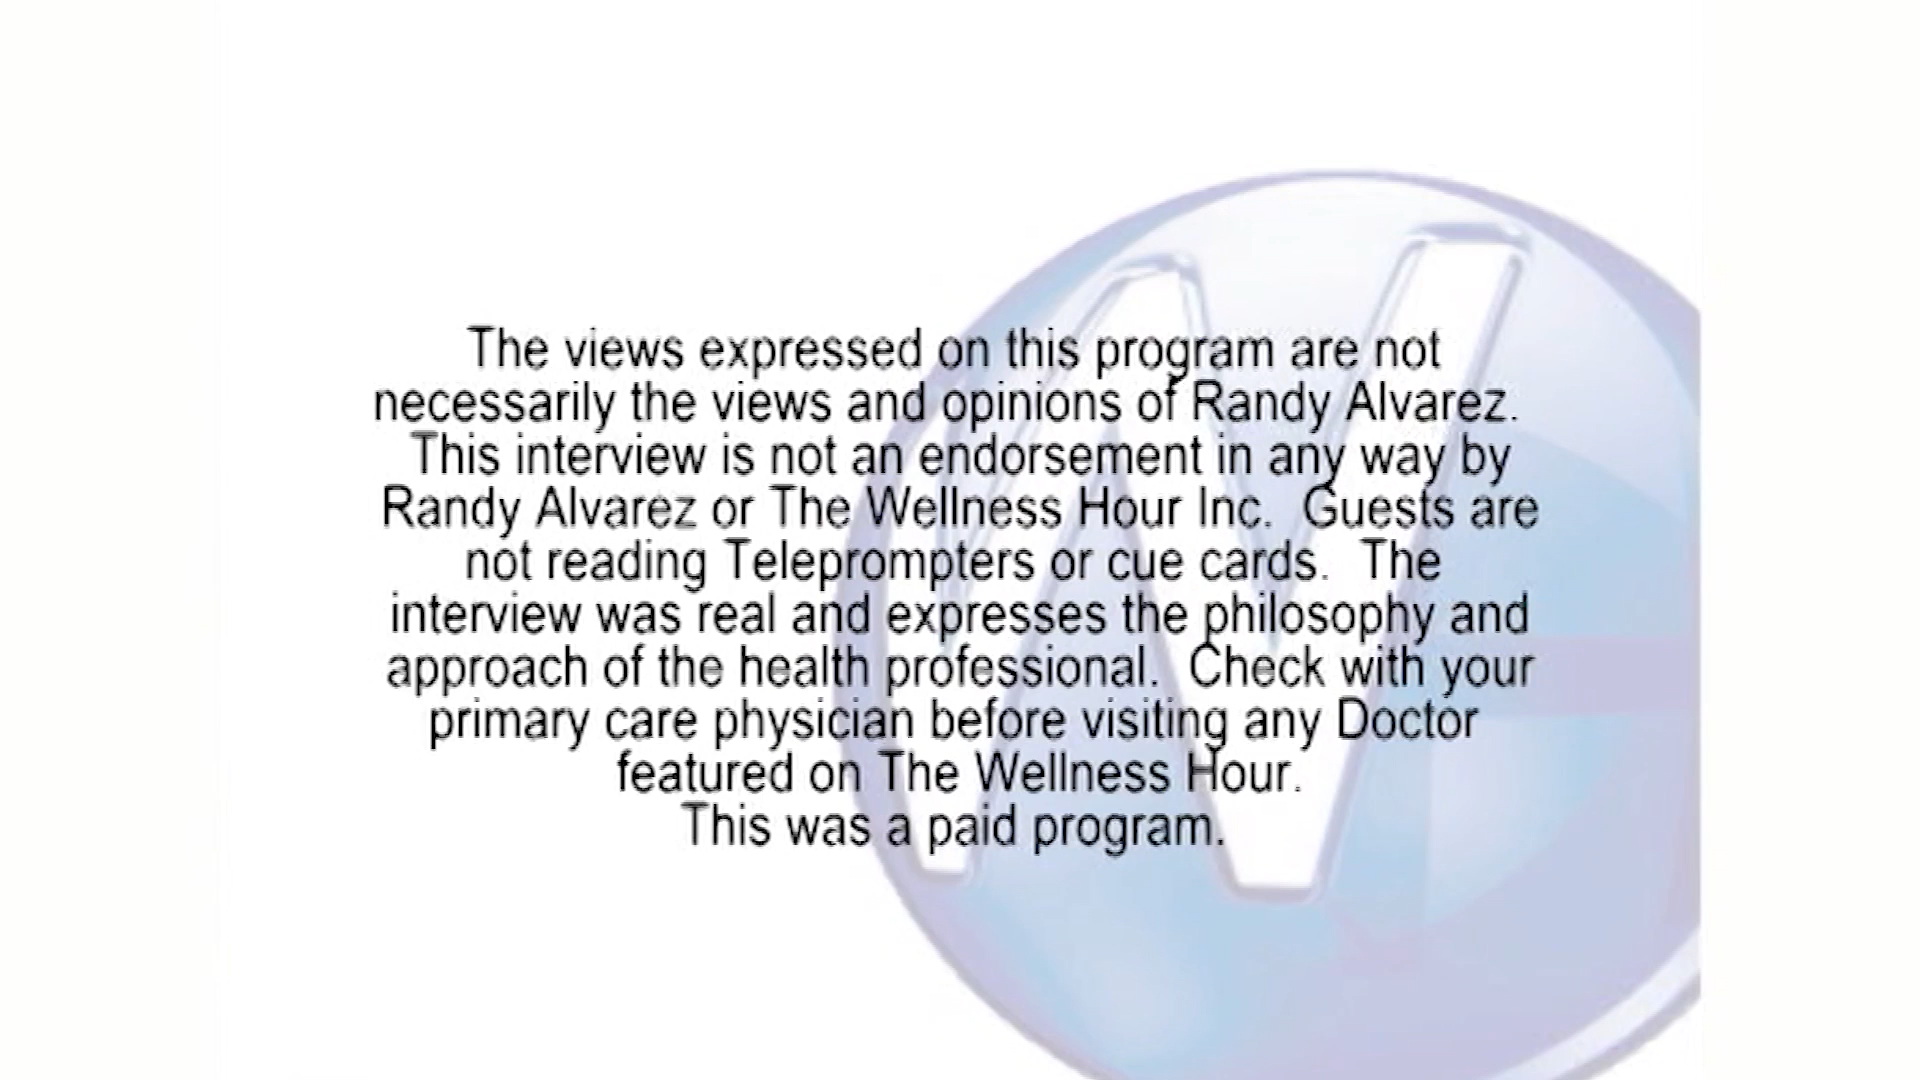 The views expressed on this program are not
necessarily the views and opinions of Randy Alvarez.
This interview is not an endorsement in any way by
Randy Alvarez or The Wellness Hour Inc.  Guests are
not reading Teleprompters or cue cards.  The
interview was real and expresses the philosophy and
approach of the health professional.  Check with your
primary care physician before visiting any Doctor
featured on The Wellness Hour.
This was a paid program.